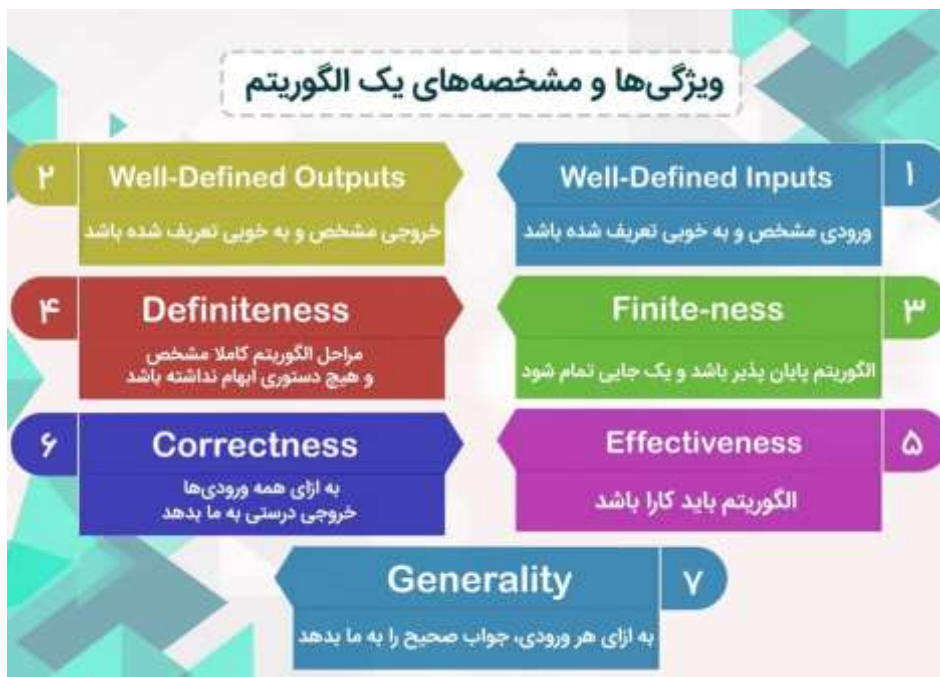 ویژگی‌ها و مشخصه‌های یک الگوریتم
۱
Well-Defined Inputs
ورودی مشخص و به خوبی تعریف شده باشد
۲
Well-Defined Outputs
خروجی مشخص و به خوبی تعریف شده باشد
۳
Finite-ness
الگوریتم پایان پذیر باشد و یک جایی تمام شود
۴
Definiteness
مراحل الگوریتم کاملا مشخص
و هیچ دستوری ابهام نداشته باشد
۵
Effectiveness
الگوریتم باید کارا باشد
۶
Correctness
به ازای همه ورودی‌ها
خروجی درستی به ما بدهد
۷
Generality
به ازای هر ورودی، جواب صحیح را به ما بدهد